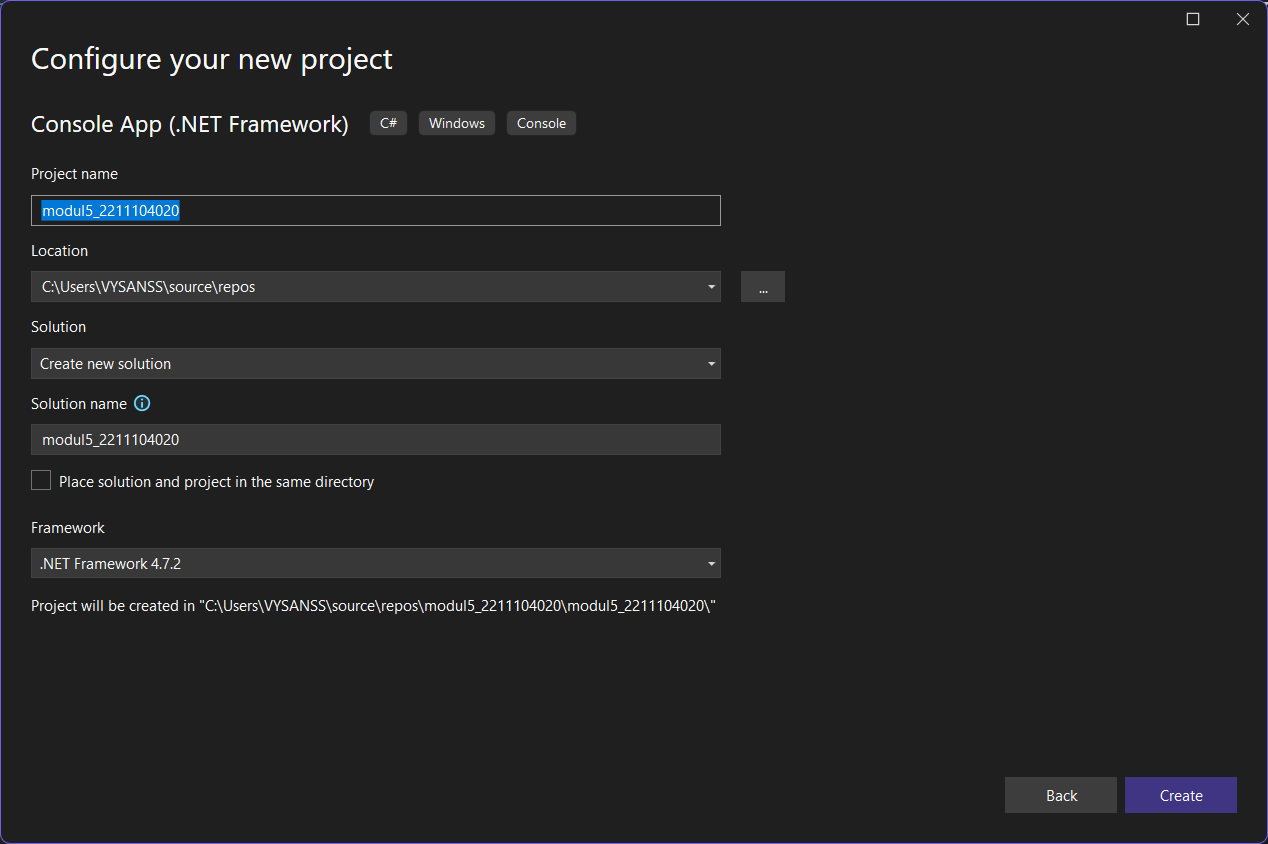 Configure your new project
Console App (.NET Framework) C# Windows Console
Project name
modul5_2211104020
Location
C:\Users\VYSANSS\source\repos
...
Solution
Create new solution
Solution name
modul5_2211104020
Place solution and project in the same directory
Framework
.NET Framework 4.7.2
Project will be created in "C:\Users\VYSANSS\source\repos\modul5_2211104020\modul5_2211104020\"
Back Create